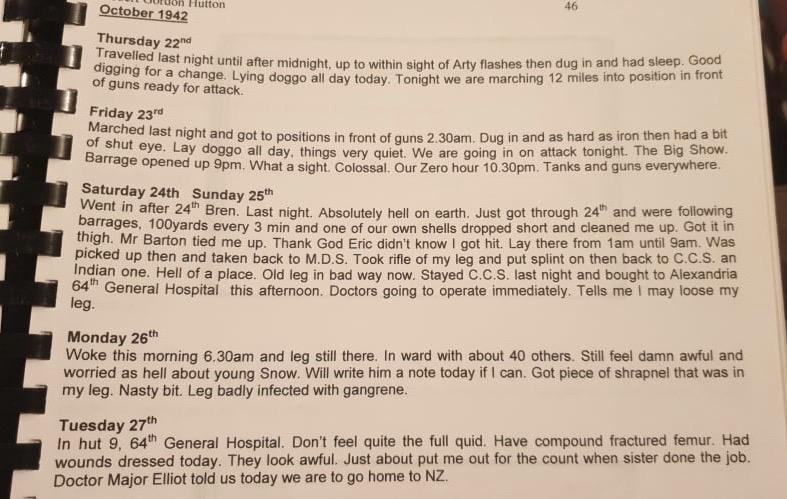 Gordon Hutton
46
October 1942
Thursday 22nd
Travelled last night until after midnight, up to within sight of Arty flashes then dug in and had sleep. Good
digging for a change. Lying doggo all day today. Tonight we are marching 12 miles into position in front
of guns ready for attack.
Friday 23rd
Marched last night and got to positions in front of guns 2.30am. Dug in and as hard as iron then had a bit
of shut eye. Lay doggo all day, things very quiet. We are going in on attack tonight. The Big Show.
Barrage opened up 9pm. What a sight. Colossal. Our Zero hour 10.30pm. Tanks and guns everywhere.
Saturday 24th Sunday 25th
Went in after 24th Bren. Last night. Absolutely hell on earth. Just got through 24th and were following
barrages, 100yards every 3 min and one of our own shells dropped short and cleaned me up. Got it in
thigh. Mr Barton tied me up. Thank God Eric didn't know I got hit. Lay there from 1am until 9am. Was
picked up then and taken back to M.D.S. Took rifle of my leg and put splint on then back to C.C.S. an
Indian one. Hell of a place. Old leg in bad way now. Stayed C.C.S. last night and bought to Alexandria
64th General Hospital this afternoon. Doctors going to operate immediately. Tells me I may loose my
leg.
Monday 26th
Woke this morning 6.30am and leg still there. In ward with about 40 others. Still feel damn awful and
worried as hell about young Snow. Will write him a note today if I can. Got piece of shrapnel that was in
my leg. Nasty bit. Leg badly infected with gangrene.
Tuesday 27th
In hut 9, 64th General Hospital. Don't feel quite the full quid. Have compound fractured femur. Had
wounds dressed today. They look awful. Just about put me out for the count when sister done the job.
Doctor Major Elliot told us today we are to go home to NZ.